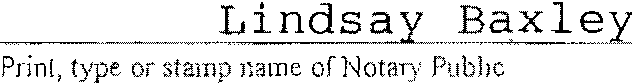 Lindsay Baxley
Print, type or stamp name of Notary Public